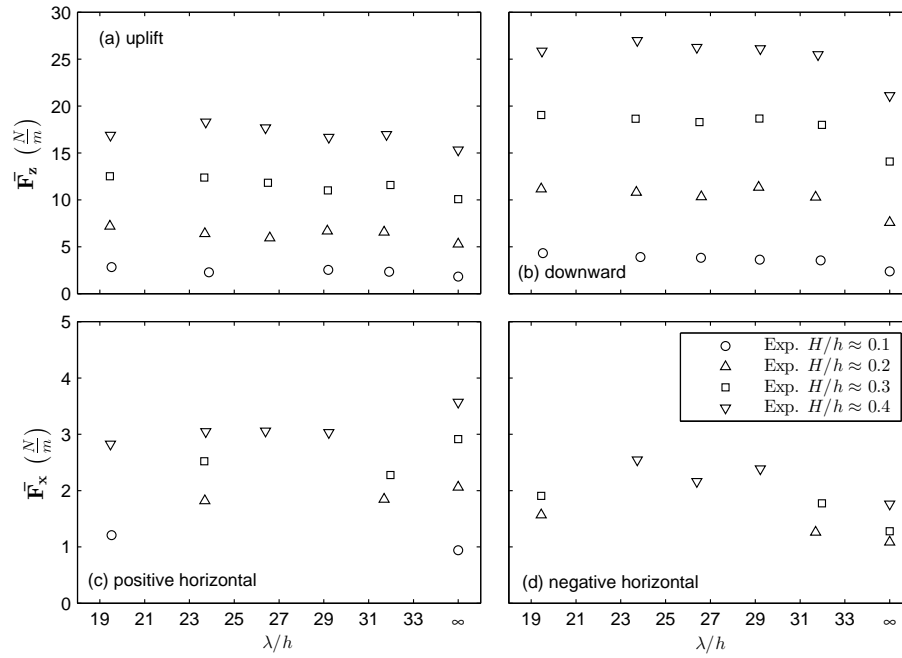 (a) uplift
30
25
20
15
10
5
0
F̄z (N/m)
(b) downward
5
4
3
2
1
0
F̄x (N/m)
(c) positive horizontal
19 21 23 25 27 29 31 33 ∞
λ/h
Exp. H/h ≈ 0.1
Exp. H/h ≈ 0.2
Exp. H/h ≈ 0.3
Exp. H/h ≈ 0.4
(d) negative horizontal
19 21 23 25 27 29 31 33 ∞
λ/h